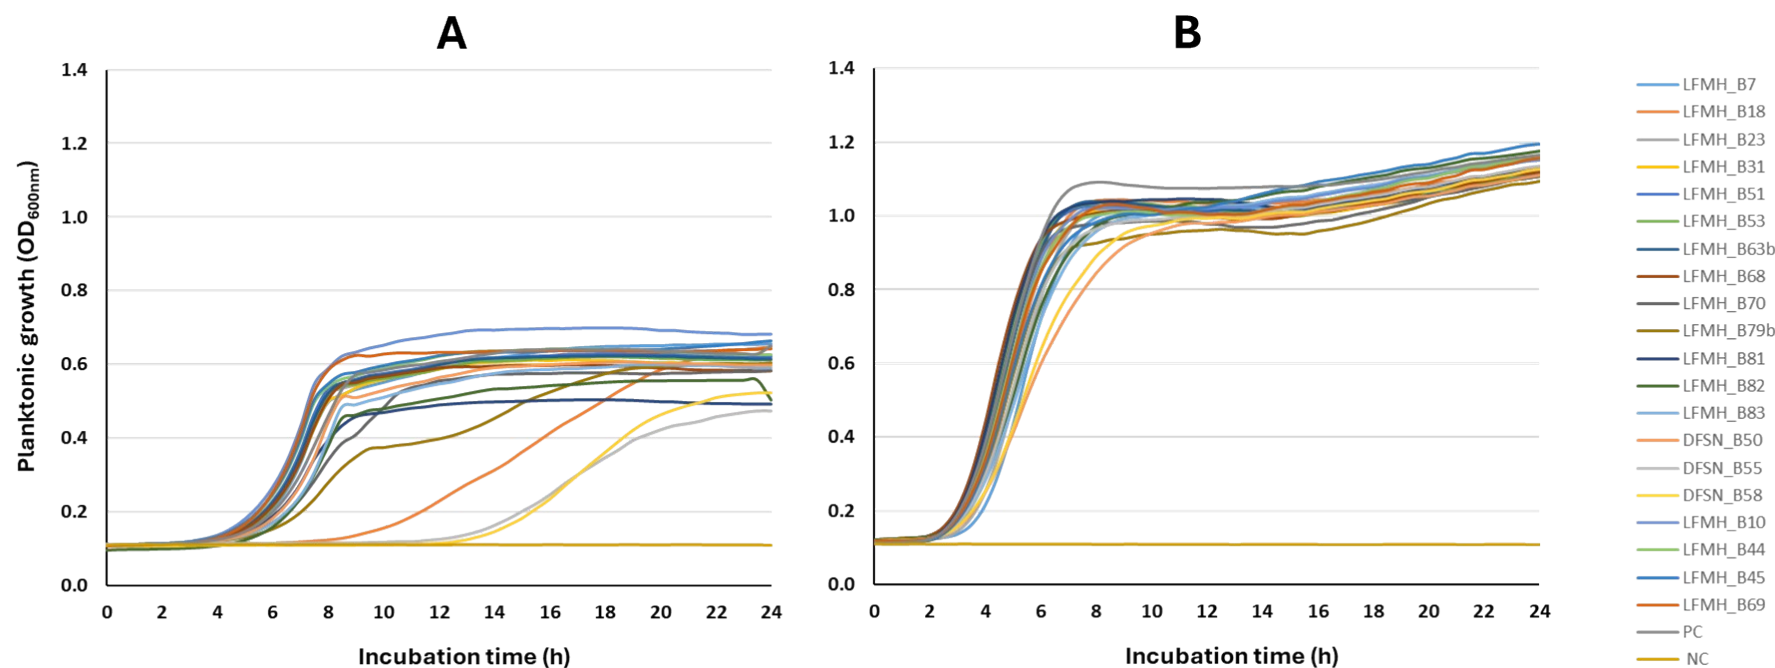 A
B
Planktonic growth (OD600nm)
1.4
1.2
1.0
0.8
0.6
0.4
0.2
0.0
0 2 4 6 8 10 12 14 16 18 20 22 24
Incubation time (h)
1.4
1.2
1.0
0.8
0.6
0.4
0.2
0.0
0 2 4 6 8 10 12 14 16 18 20 22 24
Incubation time (h)
LFMH_B7
LFMH_B18
LFMH_B23
LFMH_B31
LFMH_B51
LFMH_B53
LFMH_B63b
LFMH_B68
LFMH_B70
LFMH_B79b
LFMH_B81
LFMH_B82
LFMH_B83
DFSN_B50
DFSN_B55
DFSN_B58
LFMH_B10
LFMH_B44
LFMH_B45
LFMH_B69
PC
NC